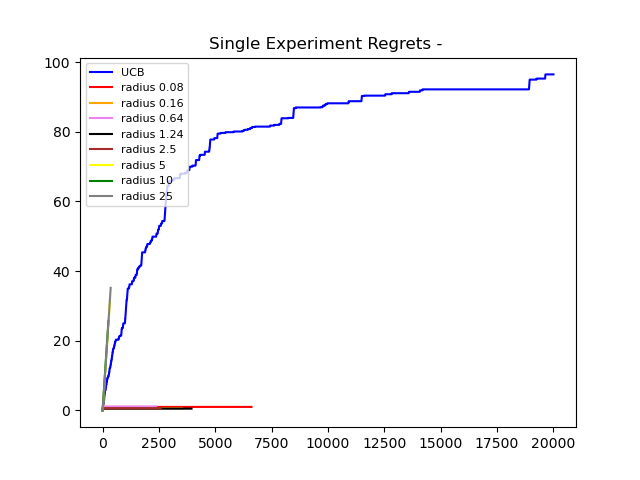 Single Experiment Regrets -
100
80
60
40
20
0
UCB
radius 0.08
radius 0.16
radius 0.64
radius 1.24
radius 2.5
radius 5
radius 10
radius 25
0 2500 5000 7500 10000 12500 15000 17500 20000